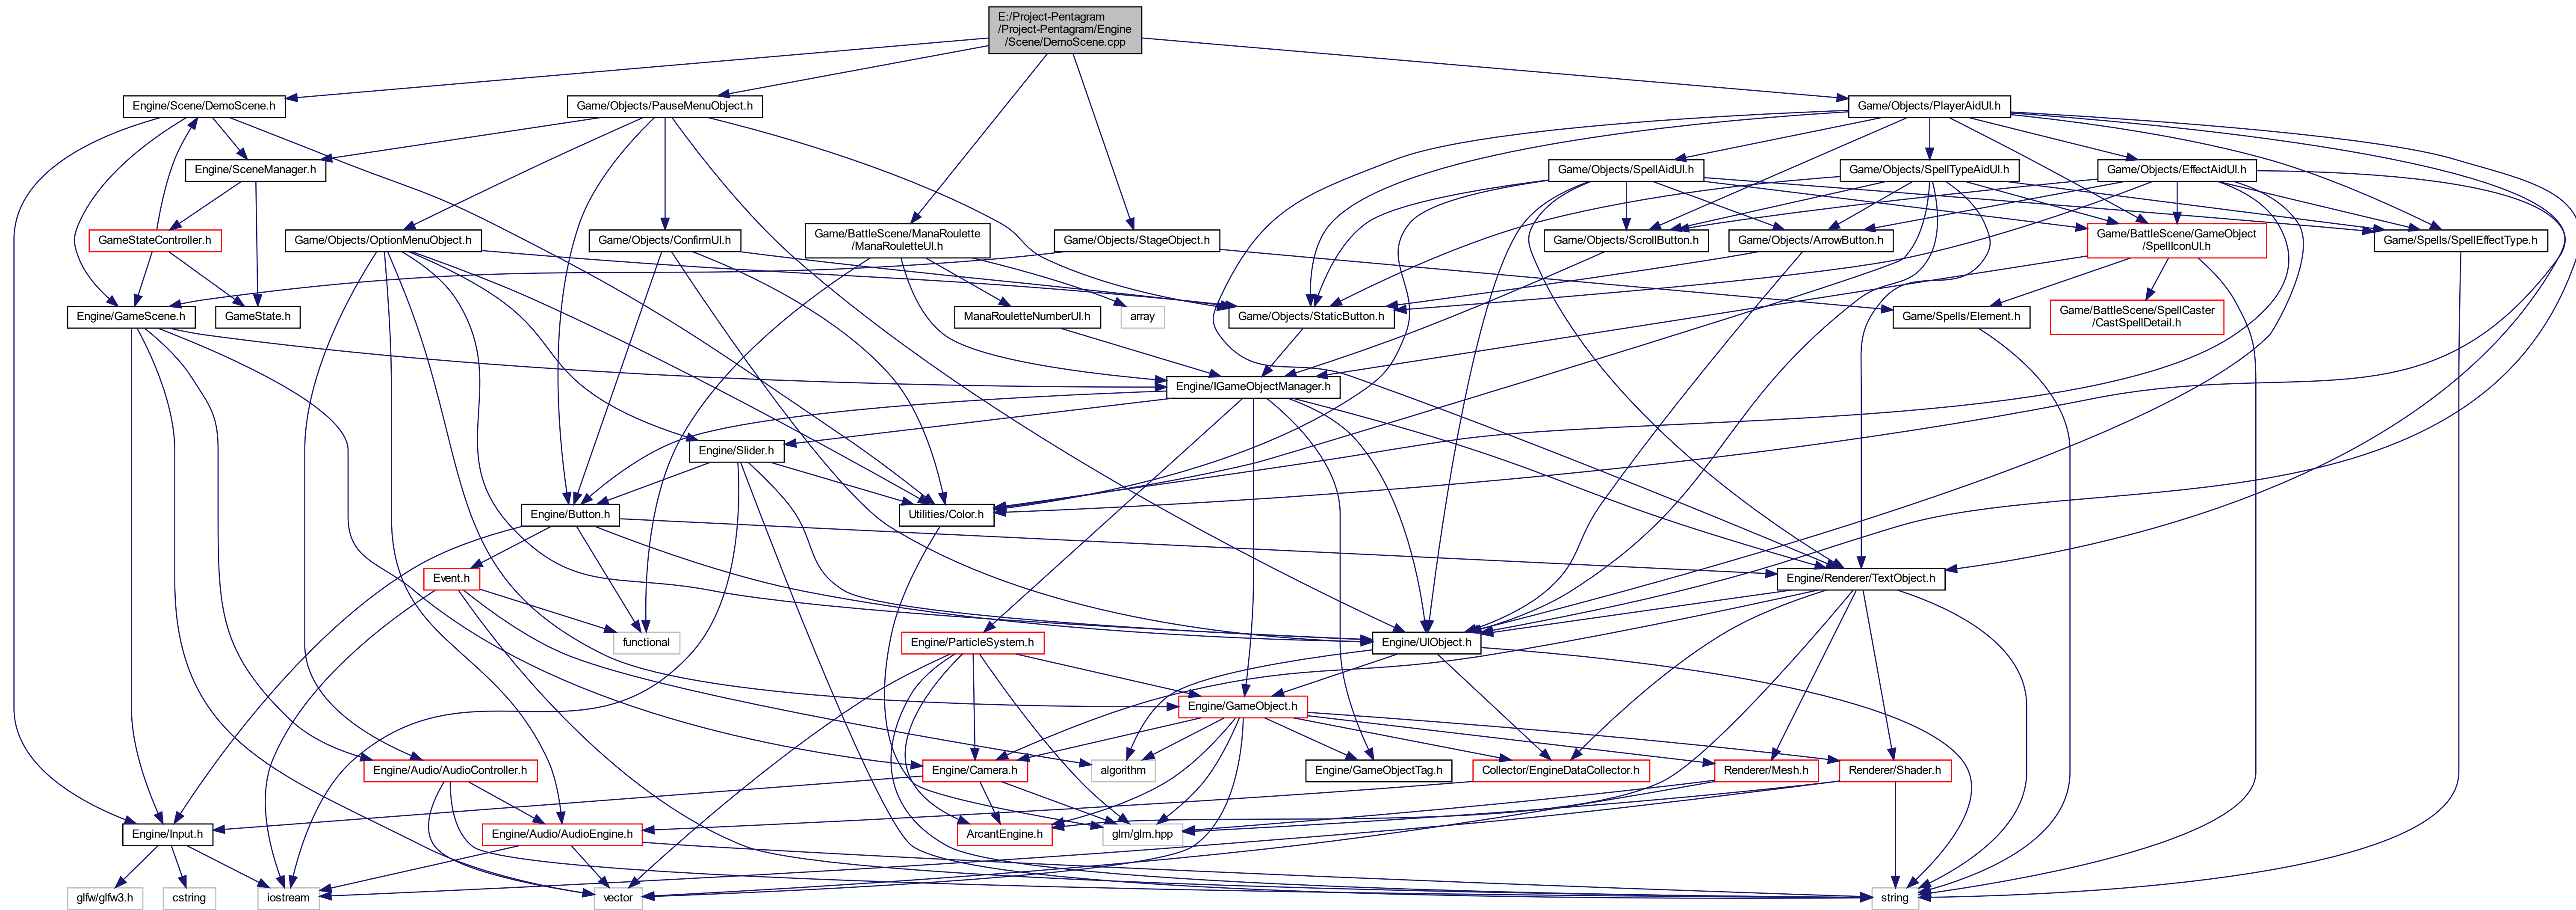 E:/Project-Pentagram
/Project-Pentagram/Engine
/Scene/DemoScene.cpp
Engine/Scene/DemoScene.h
Game/Objects/PauseMenuObject.h
Game/Objects/PlayerAidUI.h
Engine/SceneManager.h
Game/Objects/SpellAidUI.h
Game/Objects/SpellTypeAidUI.h
Game/Objects/EffectAidUI.h
GameStateController.h
Game/Objects/OptionMenuObject.h
Game/Objects/ConfirmUI.h
Game/BattleScene/ManaRoulette
/ManaRouletteUI.h
Game/Objects/StageObject.h
Game/Objects/ScrollButton.h
Game/Objects/ArrowButton.h
Game/BattleScene/GameObject
/SpellIconUI.h
Game/Spells/SpellEffectType.h
Engine/GameScene.h
GameState.h
ManaRouletteNumberUI.h
array
Game/Objects/StaticButton.h
Game/Spells/Element.h
Game/BattleScene/SpellCaster
/CastSpellDetail.h
Engine/IGameObjectManager.h
Engine/Slider.h
Engine/Button.h
Utilities/Color.h
Event.h
Engine/Renderer/TextObject.h
functional
Engine/ParticleSystem.h
Engine/UIObject.h
Engine/GameObject.h
Engine/Audio/AudioController.h
Engine/Camera.h
algorithm
Engine/GameObjectTag.h
Collector/EngineDataCollector.h
Renderer/Mesh.h
Renderer/Shader.h
Engine/Input.h
Engine/Audio/AudioEngine.h
ArcantEngine.h
glm/glm.hpp
glfw/glfw3.h
cstring
iostream
vector
string